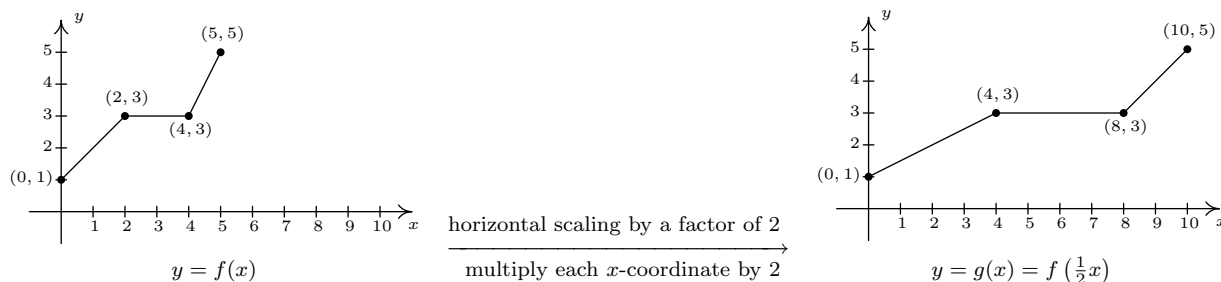 y
(5, 5)
5
4
(2, 3)
3
(4, 3)
2
(0, 1)
1 2 3 4 5 6 7 8 9 10 x
y = f(x)
horizontal scaling by a factor of 2
multiply each x-coordinate by 2
y
(10, 5)
5
4
(4, 3)
3
(8, 3)
2
(0, 1)
1 2 3 4 5 6 7 8 9 10 x
y = g(x) = f(½x)